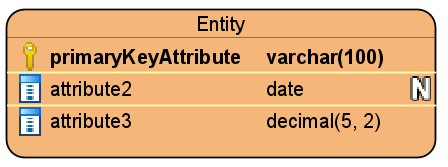 Entity
primaryKeyAttribute varchar(100)
attribute2 date N
attribute3 decimal(5, 2)